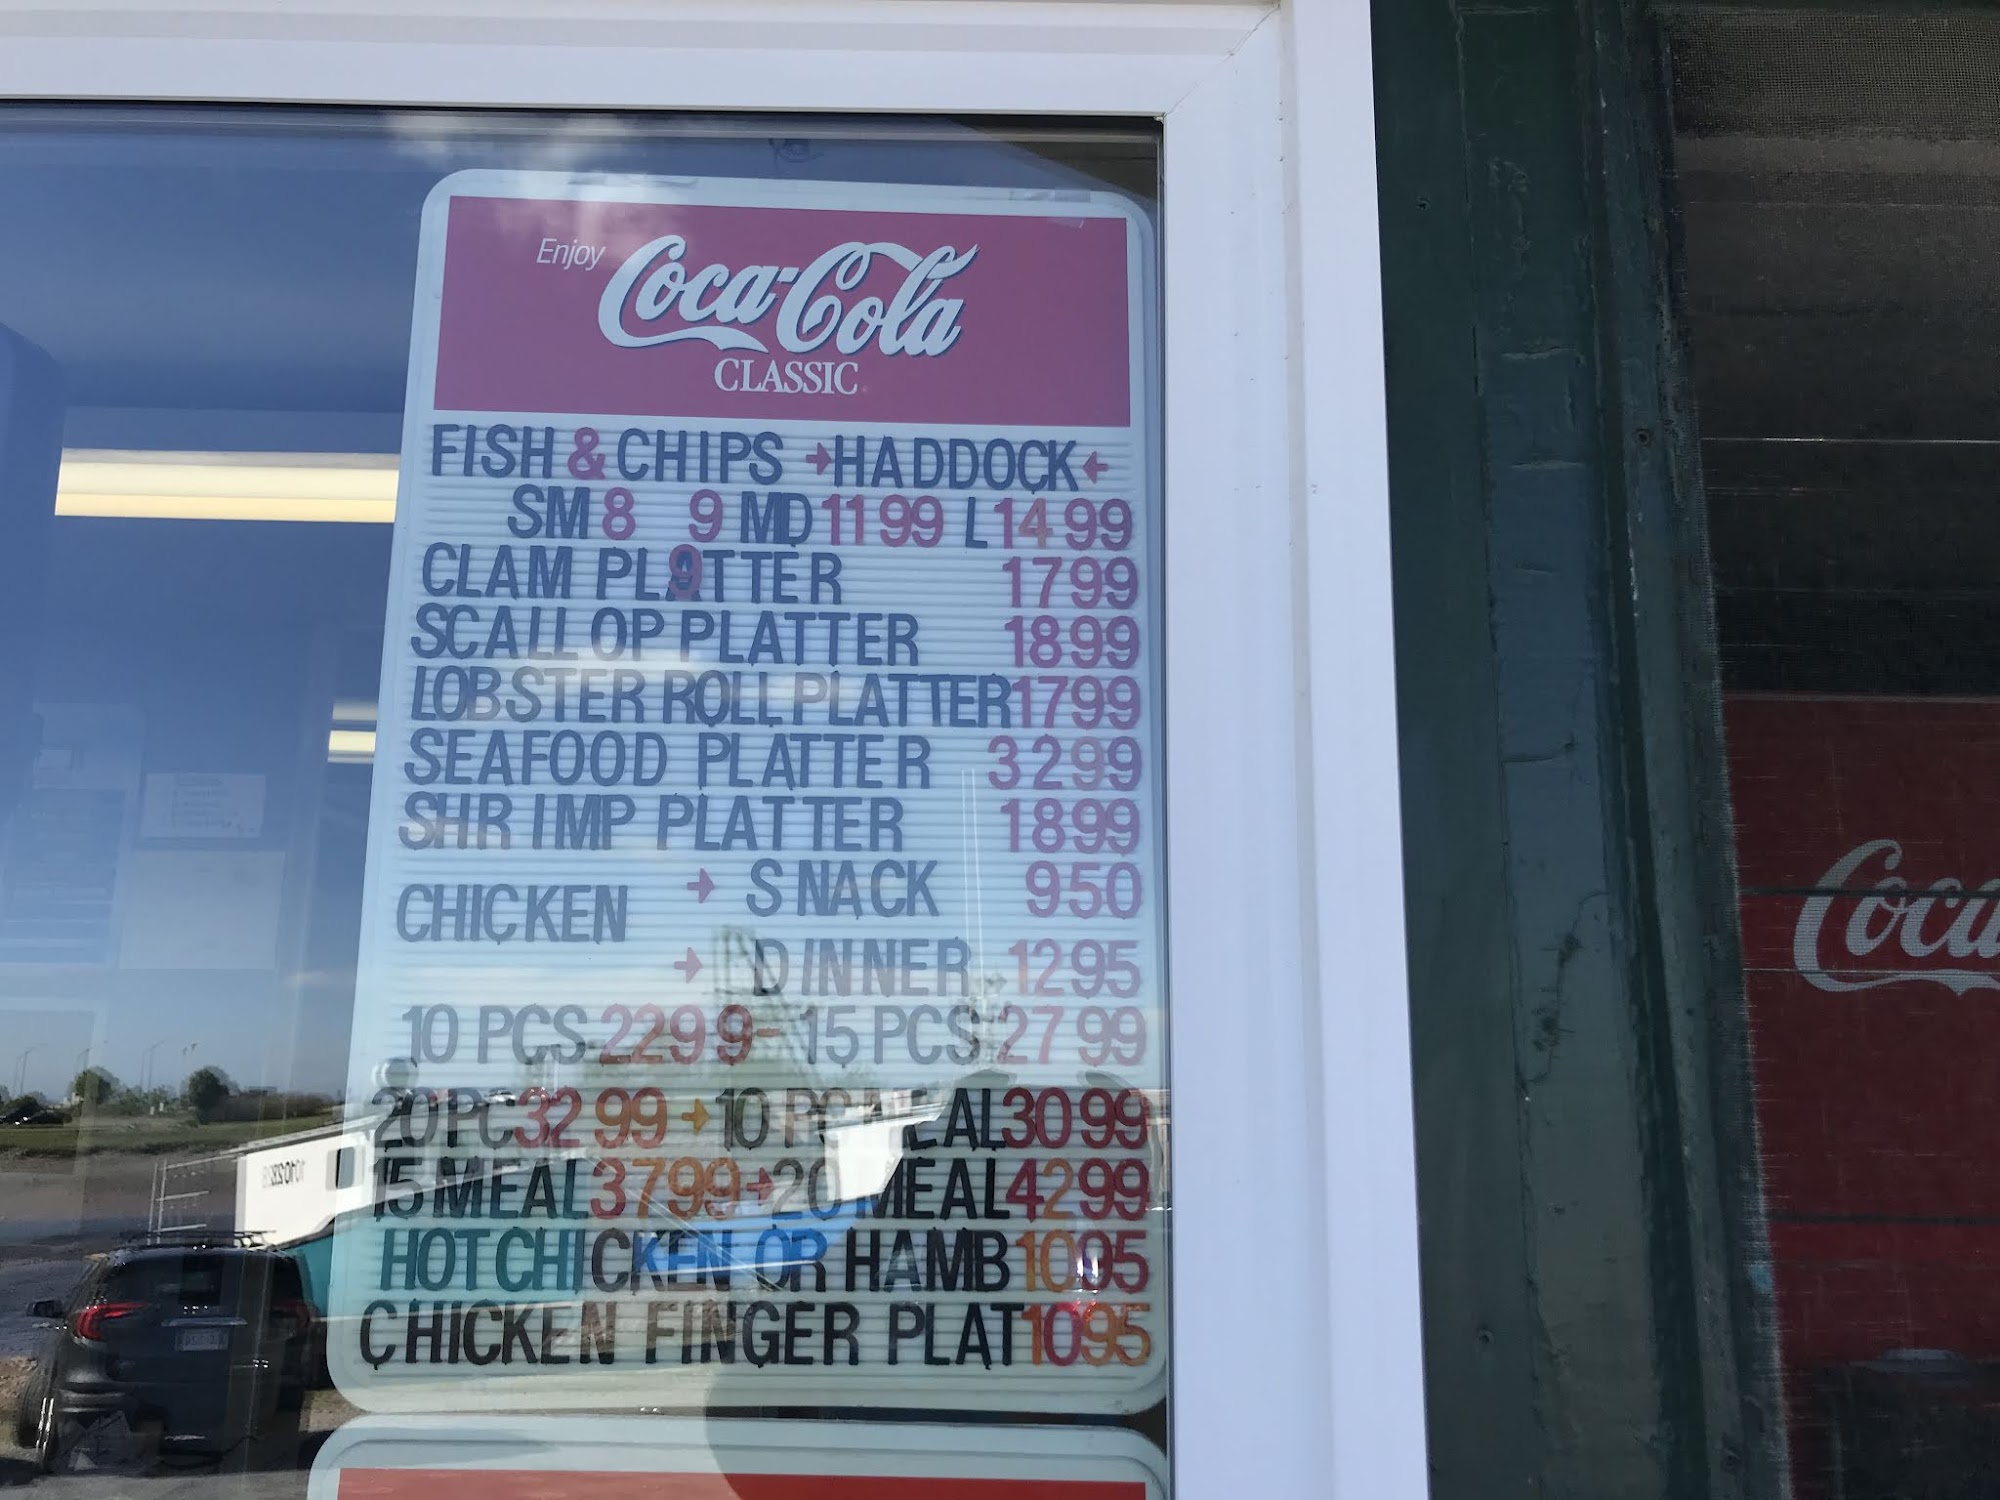 Enjoy
Coca-Cola
CLASSIC
FISH & CHIPS →HADDOCK←
SM 8 9 MD 11 99 L 14 99
CLAM PLATTER 17 99
9
SCALLOP PLATTER 18 99
LOBSTER ROLL PLATTER 17 99
SEAFOOD PLATTER 32 99
SHRIMP PLATTER 18 99
CHICKEN → SNACK 9 50
→ DINNER 12 95
10 PCS 22 99 - 15 PCS 27 99
20 PC 32 99 → 10 PC MEAL 30 99
15 MEAL 37 99 → 20 MEAL 42 99
HOT CHICKEN OR HAMB 10 95
CHICKEN FINGER PLAT 10 95
Coca